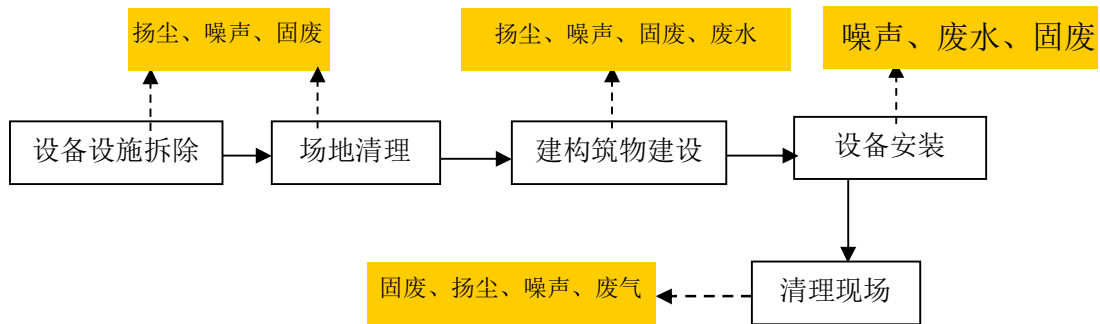 扬尘、噪声、固废
扬尘、噪声、固废、废水
噪声、废水、固废
设备设施拆除
场地清理
建构筑物建设
设备安装
固废、扬尘、噪声、废气
清理现场